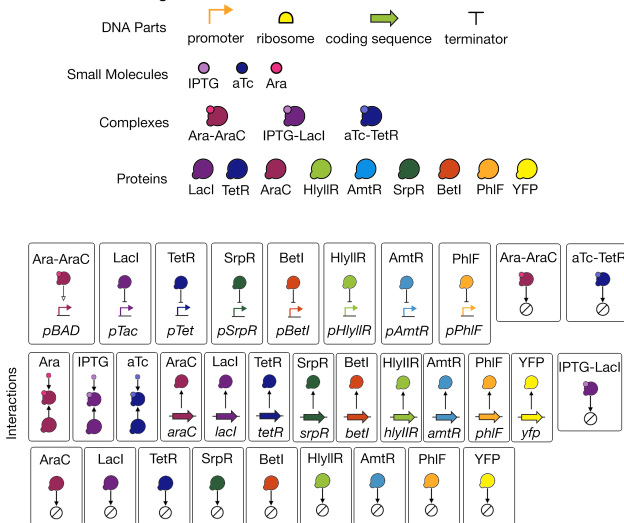 DNA Parts
promoter ribosome coding sequence terminator
Small Molecules
IPTG aTc Ara
Complexes
Ara-AraC IPTG-LacI aTc-TetR
Proteins
LacI TetR AraC HlyllR AmtR SrpR BetI PhlF YFP
Ara-AraC LacI TetR SrpR BetI HlyllR AmtR PhlF Ara-AraC aTc-TetR
pBAD pTac pTet pSrpR pBetI pHlyllR pAmtR pPhlF
Interactions
Ara IPTG aTc AraC LacI TetR SrpR BetI HlyIIR AmtR PhlF YFP IPTG-LacI
araC lacI tetR srpR betI hlyIIR amtR phlF yfp
AraC LacI TetR SrpR BetI HlyllR AmtR PhlF YFP